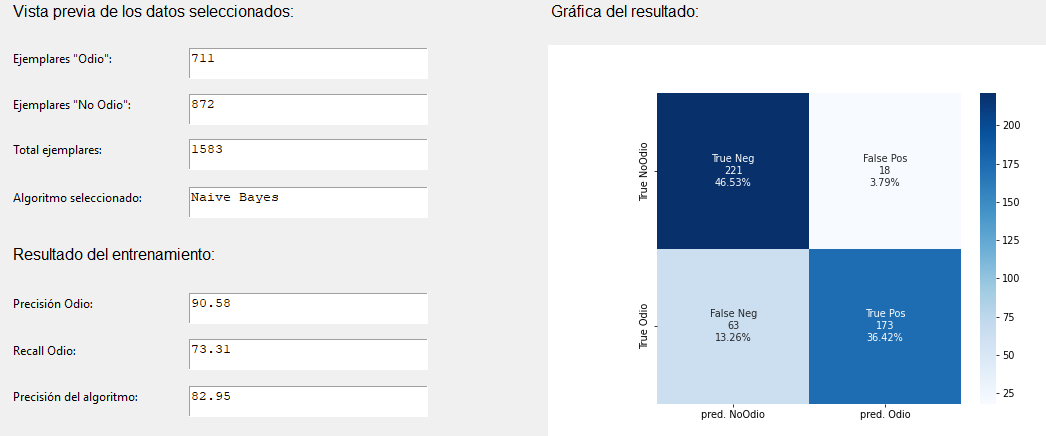 Vista previa de los datos seleccionados:
Ejemplares "Odio":
711
Ejemplares "No Odio":
872
Total ejemplares:
1583
Algoritmo seleccionado:
Naive Bayes
Resultado del entrenamiento:
Precisión Odio:
90.58
Recall Odio:
73.31
Precisión del algoritmo:
82.95
Gráfica del resultado:
True NoOdio
True Neg
221
46.53%
False Pos
18
3.79%
True Odio
False Neg
63
13.26%
True Pos
173
36.42%
pred. NoOdio
pred. Odio
200
175
150
125
100
75
50
25